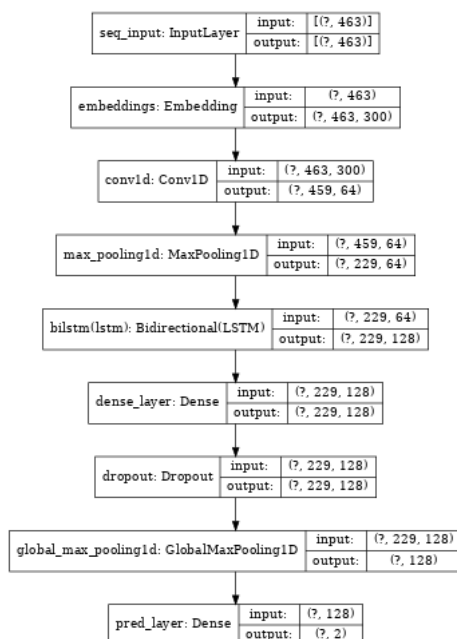 seq_input: InputLayer input: [(?, 463)]
output: [(?, 463)]
embeddings: Embedding input: (?, 463)
output: (?, 463, 300)
conv1d: Conv1D input: (?, 463, 300)
output: (?, 459, 64)
max_pooling1d: MaxPooling1D input: (?, 459, 64)
output: (?, 229, 64)
bilstm(lstm): Bidirectional(LSTM) input: (?, 229, 64)
output: (?, 229, 128)
dense_layer: Dense input: (?, 229, 128)
output: (?, 229, 128)
dropout: Dropout input: (?, 229, 128)
output: (?, 229, 128)
global_max_pooling1d: GlobalMaxPooling1D input: (?, 229, 128)
output: (?, 128)
pred_layer: Dense input: (?, 128)
output: (?, 2)